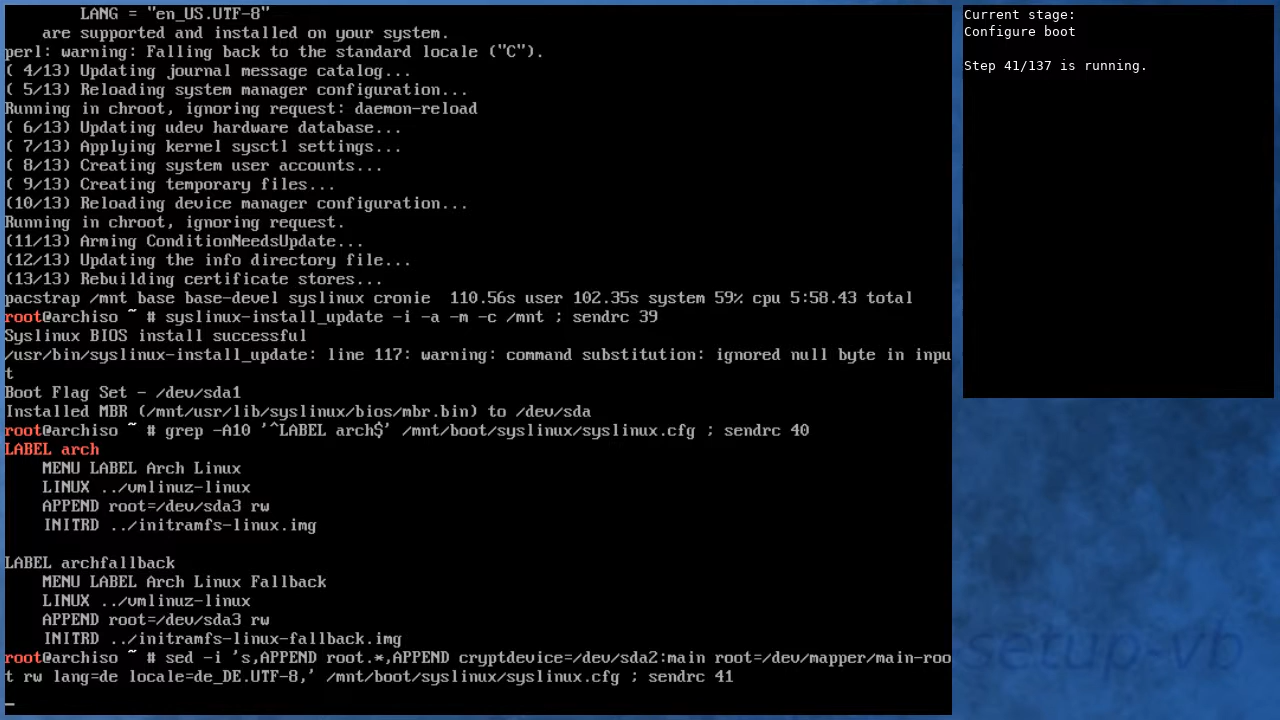 LANG = "en_US.UTF-8"
are supported and installed on your system.
perl: warning: Falling back to the standard locale ("C").
( 4/13) Updating journal message catalog...
( 5/13) Reloading system manager configuration...
Running in chroot, ignoring request: daemon-reload
( 6/13) Updating udev hardware database...
( 7/13) Applying kernel sysctl settings...
( 8/13) Creating system user accounts...
( 9/13) Creating temporary files...
(10/13) Reloading device manager configuration...
Running in chroot, ignoring request.
(11/13) Arming ConditionNeedsUpdate...
(12/13) Updating the info directory file...
(13/13) Rebuilding certificate stores...
pacstrap /mnt base base-devel syslinux cronie  110.56s user 102.35s system 59% cpu 5:58.43 total
root@archiso ~ # syslinux-install_update -i -a -m -c /mnt ; sendrc 39
Syslinux BIOS install successful
/usr/bin/syslinux-install_update: line 117: warning: command substitution: ignored null byte in inpu
t
Boot Flag Set - /dev/sda1
Installed MBR (/mnt/usr/lib/syslinux/bios/mbr.bin) to /dev/sda
root@archiso ~ # grep -A10 '^LABEL arch$' /mnt/boot/syslinux/syslinux.cfg ; sendrc 40
LABEL arch
MENU LABEL Arch Linux
LINUX ../vmlinuz-linux
APPEND root=/dev/sda3 rw
INITRD ../initramfs-linux.img
LABEL archfallback
MENU LABEL Arch Linux Fallback
LINUX ../vmlinuz-linux
APPEND root=/dev/sda3 rw
INITRD ../initramfs-linux-fallback.img
root@archiso ~ # sed -i 's,APPEND root.*,APPEND cryptdevice=/dev/sda2:main root=/dev/mapper/main-roo
t rw lang=de locale=de_DE.UTF-8,' /mnt/boot/syslinux/syslinux.cfg ; sendrc 41
Current stage:
Configure boot
Step 41/137 is running.
setup-vb